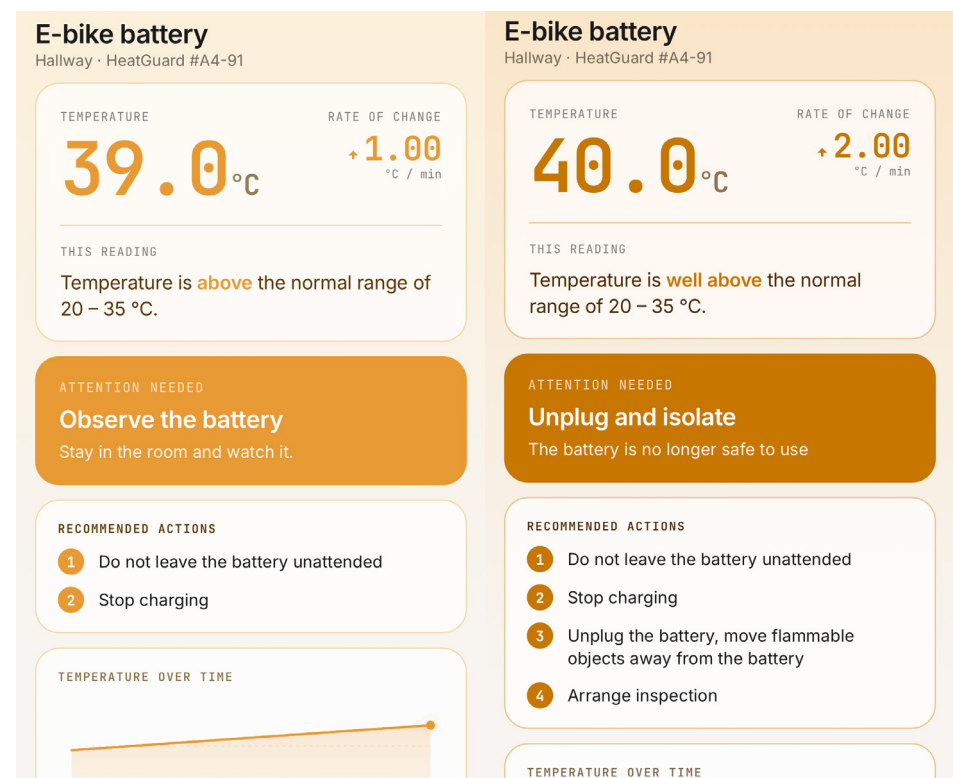 E-bike battery
Hallway · HeatGuard #A4-91
TEMPERATURE
39.0°C
RATE OF CHANGE
↑1.00
°C / min
THIS READING
Temperature is above the normal range of
20 – 35 °C.
ATTENTION NEEDED
Observe the battery
Stay in the room and watch it.
RECOMMENDED ACTIONS
1 Do not leave the battery unattended
2 Stop charging
TEMPERATURE OVER TIME
E-bike battery
Hallway · HeatGuard #A4-91
TEMPERATURE
40.0°C
RATE OF CHANGE
↑2.00
°C / min
THIS READING
Temperature is well above the normal
range of 20 – 35 °C.
ATTENTION NEEDED
Unplug and isolate
The battery is no longer safe to use
RECOMMENDED ACTIONS
1 Do not leave the battery unattended
2 Stop charging
3 Unplug the battery, move flammable
objects away from the battery
4 Arrange inspection
TEMPERATURE OVER TIME